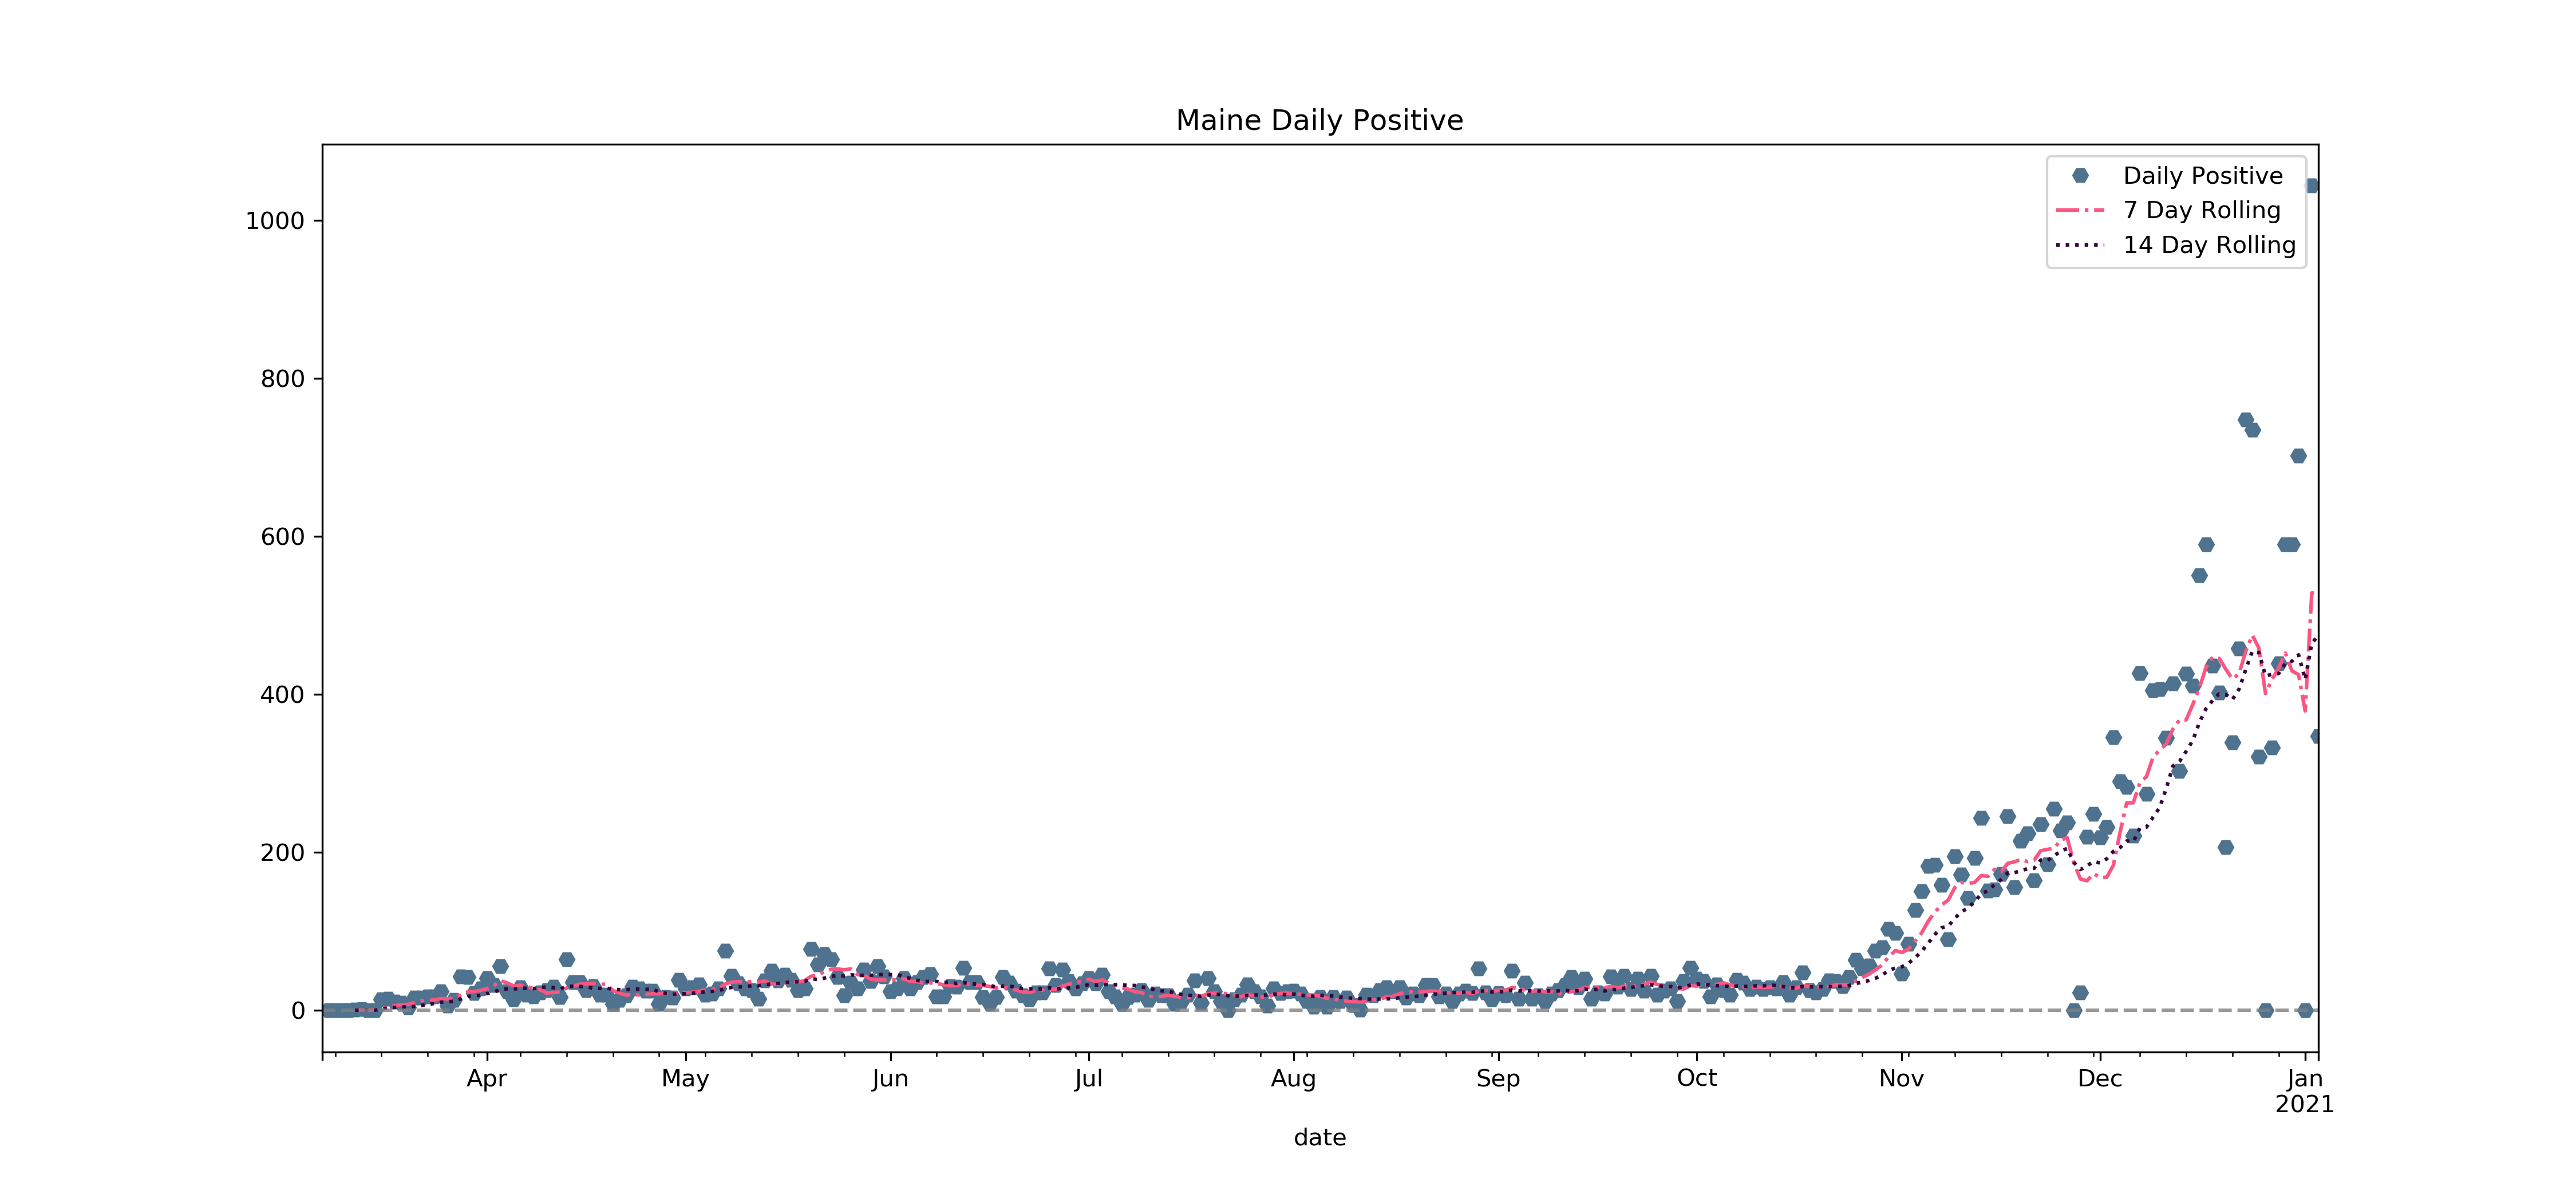 Maine Daily Positive
Daily Positive
7 Day Rolling
14 Day Rolling
1000
800
600
400
200
0
Apr May Jun Jul Aug Sep Oct Nov Dec Jan
2021
date